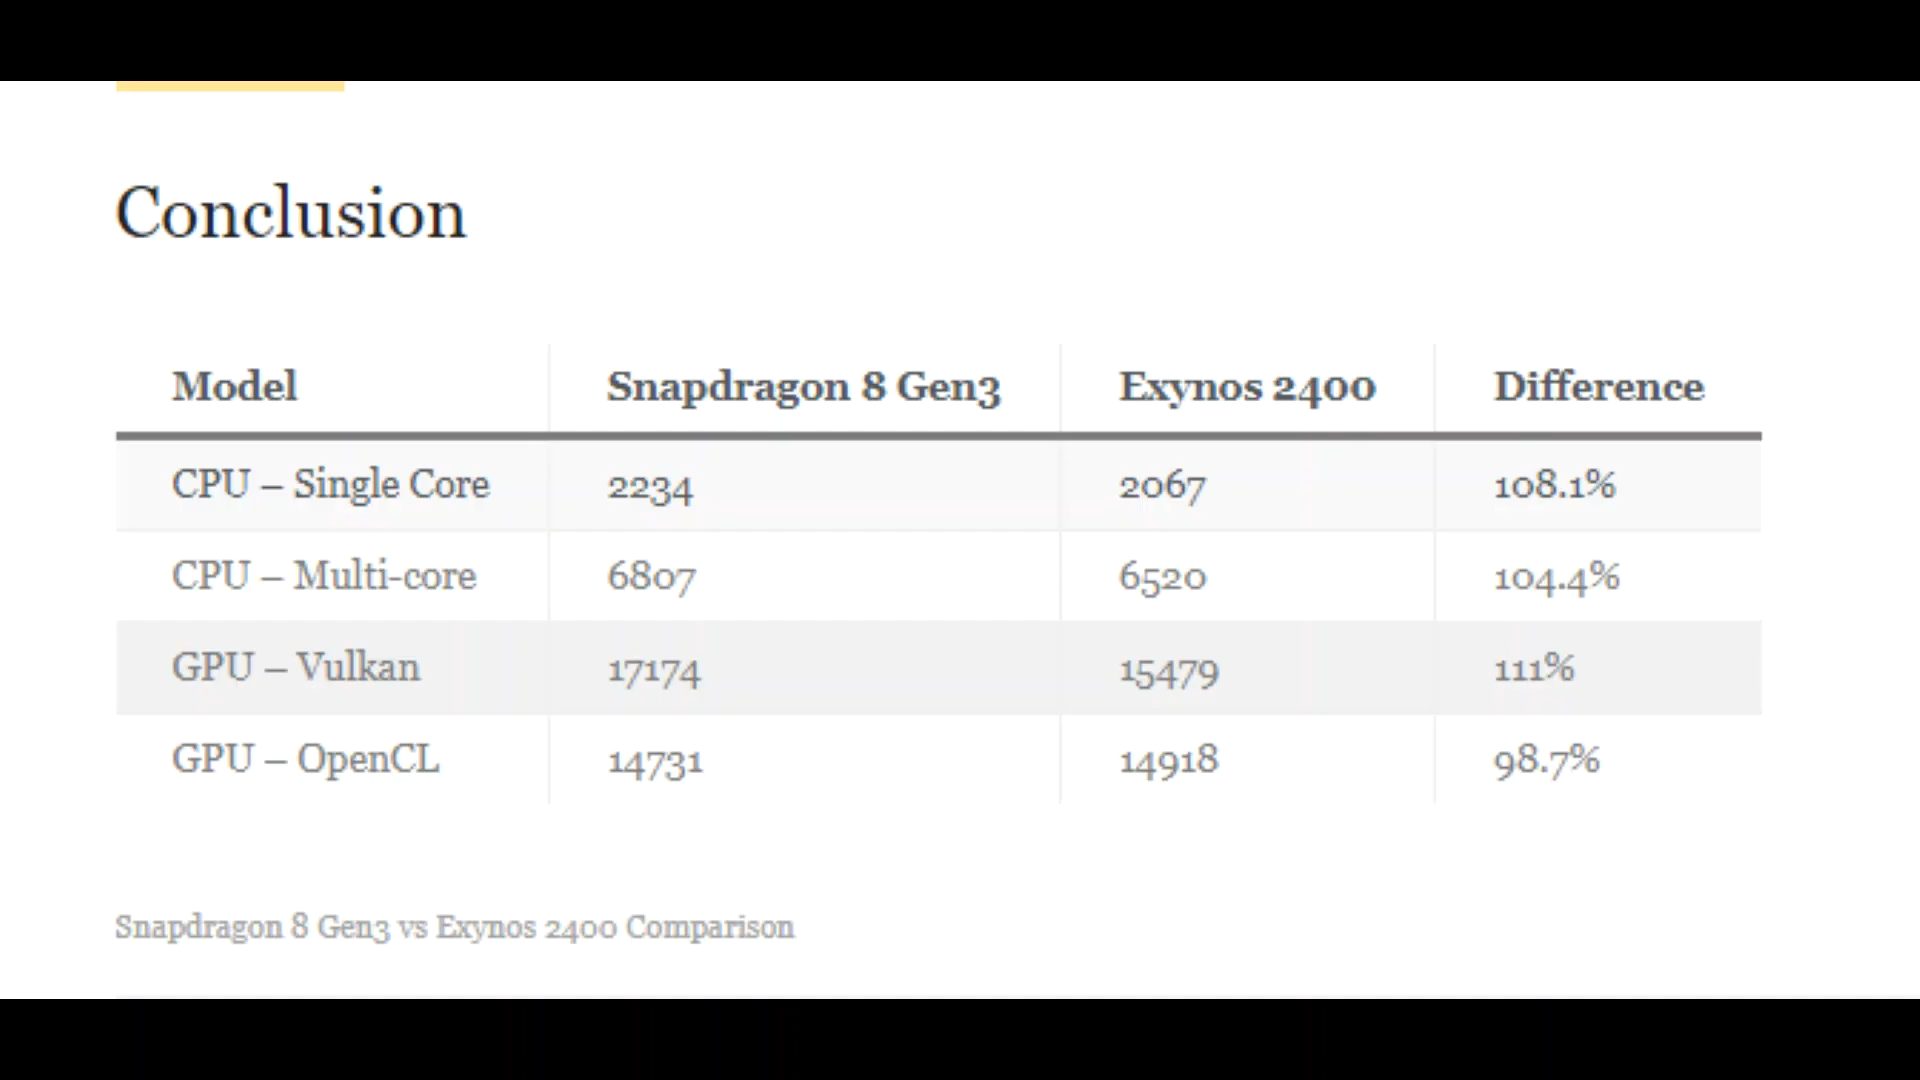 Conclusion
Model Snapdragon 8 Gen3 Exynos 2400 Difference
CPU – Single Core 2234 2067 108.1%
CPU – Multi-core 6807 6520 104.4%
GPU – Vulkan 17174 15479 111%
GPU – OpenCL 14731 14918 98.7%
Snapdragon 8 Gen3 vs Exynos 2400 Comparison